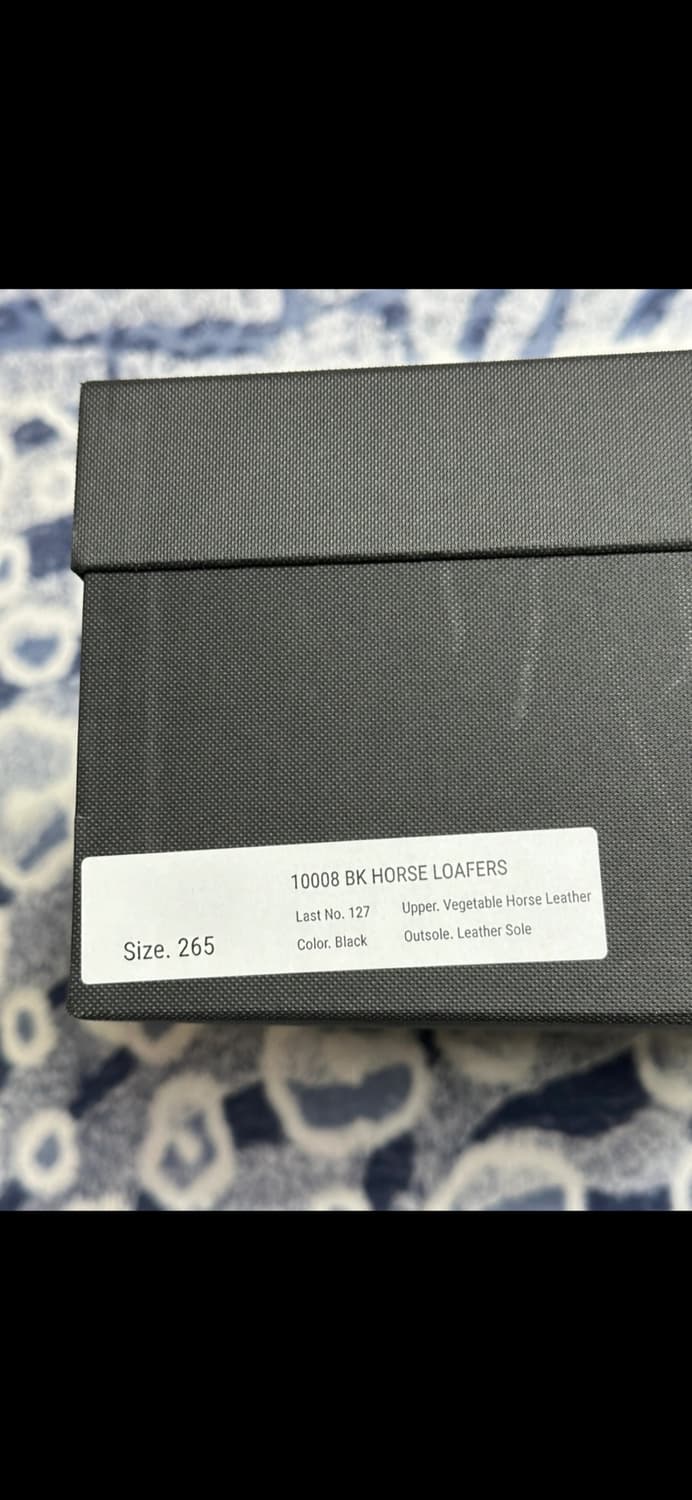 10008 BK HORSE LOAFERS
Last No. 127 Upper. Vegetable Horse Leather
Color. Black Outsole. Leather Sole
Size. 265